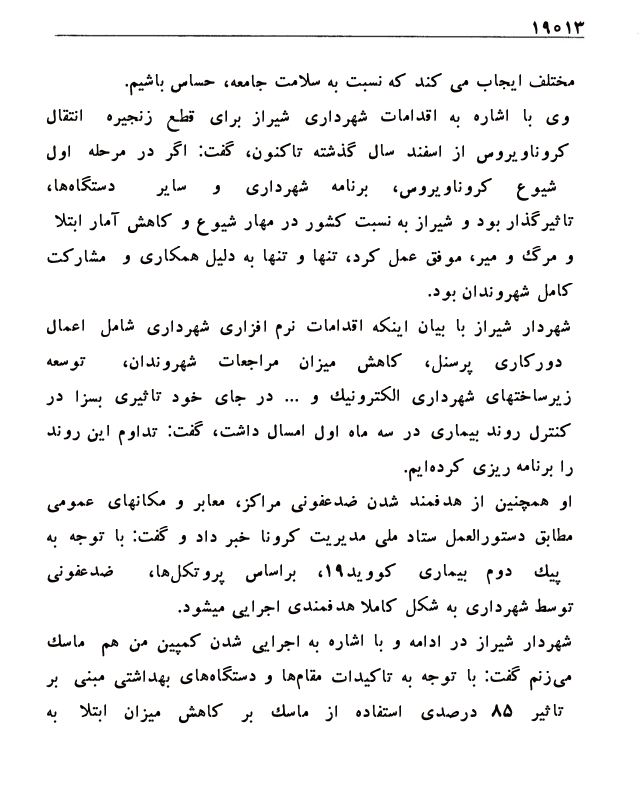 ۱۹۰۱۳
مختلف ایجاب می کند که نسبت به سلامت جامعه، حساس باشیم.
وی با اشاره به اقدامات شهرداری شیراز برای قطع زنجیره انتقال
کروناویروس از اسفند سال گذشته تاکنون، گفت: اگر در مرحله اول
شیوع کروناویروس، برنامه شهرداری و سایر دستگاه‌ها،
تاثیرگذار بود و شیراز به نسبت کشور در مهار شیوع و کاهش آمار ابتلا
و مرگ و میر، موفق عمل کرد، تنها و تنها به دلیل همکاری و مشارکت
کامل شهروندان بود.
شهردار شیراز با بیان اینکه اقدامات نرم افزاری شهرداری شامل اعمال
دورکاری پرسنل، کاهش میزان مراجعات شهروندان، توسعه
زیرساختهای شهرداری الکترونیك و ... در جای خود تاثیری بسزا در
کنترل روند بیماری در سه ماه اول امسال داشت، گفت: تداوم این روند
را برنامه ریزی کرده‌ایم.
او همچنین از هدفمند شدن ضدعفونی مراکز، معابر و مکانهای عمومی
مطابق دستورالعمل ستاد ملی مدیریت کرونا خبر داد و گفت: با توجه به
پیك دوم بیماری کووید۱۹، براساس پروتکل‌ها، ضدعفونی
توسط شهرداری به شکل کاملا هدفمندی اجرایی میشود.
شهردار شیراز در ادامه و با اشاره به اجرایی شدن کمپین من هم ماسك
می‌زنم گفت: با توجه به تاکیدات مقام‌ها و دستگاه‌های بهداشتی مبنی بر
تاثیر ۸۵ درصدی استفاده از ماسك بر کاهش میزان ابتلا به